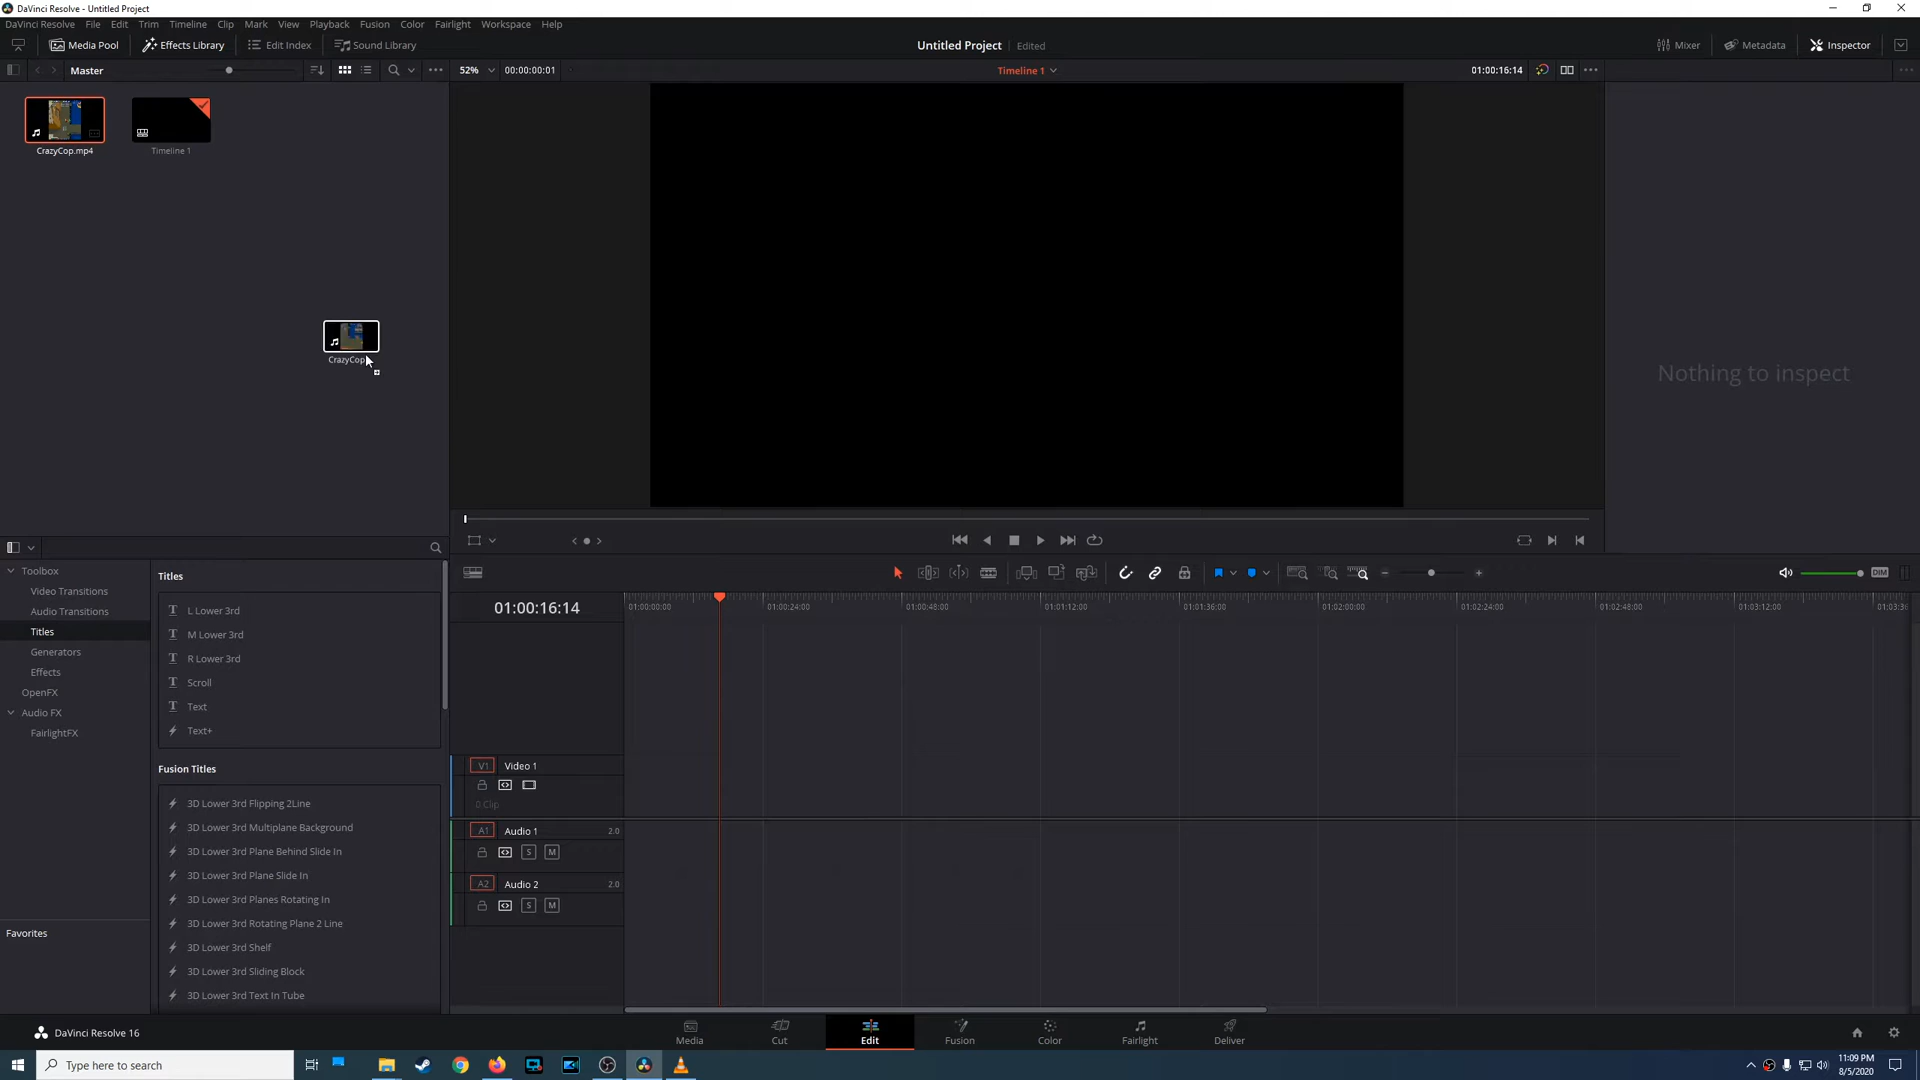 DaVinci Resolve - Untitled Project
DaVinci Resolve File Edit Trim Timeline Clip Mark View Playback Fusion Color Fairlight Workspace Help
Media Pool Effects Library Edit Index Sound Library Untitled Project Edited Mixer Metadata Inspector
Master 52% 00:00:00:01 Timeline 1 01:00:16:14
CrazyCop.mp4 Timeline 1
CrazyCop
Nothing to inspect
Toolbox
Video Transitions
Audio Transitions
Titles
Generators
Effects
OpenFX
Audio FX
FairlightFX
Favorites
Titles
L Lower 3rd
M Lower 3rd
R Lower 3rd
Scroll
Text
Text+
Fusion Titles
3D Lower 3rd Flipping 2Line
3D Lower 3rd Multiplane Background
3D Lower 3rd Plane Behind Slide In
3D Lower 3rd Plane Slide In
3D Lower 3rd Planes Rotating In
3D Lower 3rd Rotating Plane 2 Line
3D Lower 3rd Shelf
3D Lower 3rd Sliding Block
3D Lower 3rd Text In Tube
DIM
01:00:16:14 01:00:00:00 01:00:24:00 01:00:48:00 01:01:12:00 01:01:36:00 01:02:00:00 01:02:24:00 01:02:48:00 01:03:12:00 01:03:36
V1 Video 1
0 Clip
A1 Audio 1 2.0
S M
A2 Audio 2 2.0
S M
DaVinci Resolve 16
Media Cut Edit Fusion Color Fairlight Deliver
Type here to search
11:09 PM
8/5/2020